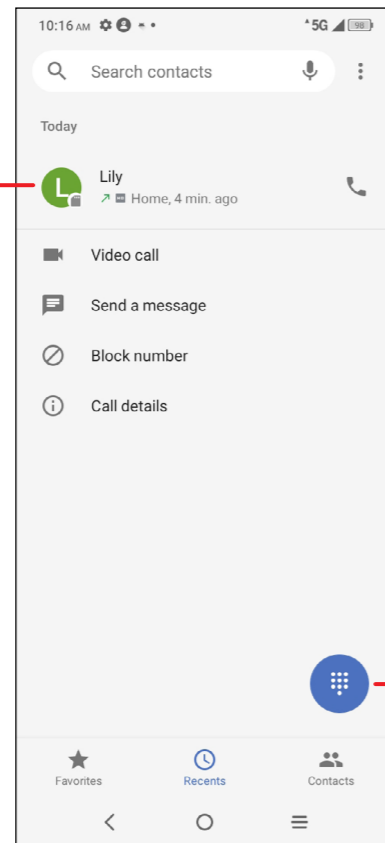 10:16 AM 5G 98
Search contacts
Today
L
Lily
Home, 4 min. ago
Video call
Send a message
Block number
Call details
Favorites Recents Contacts